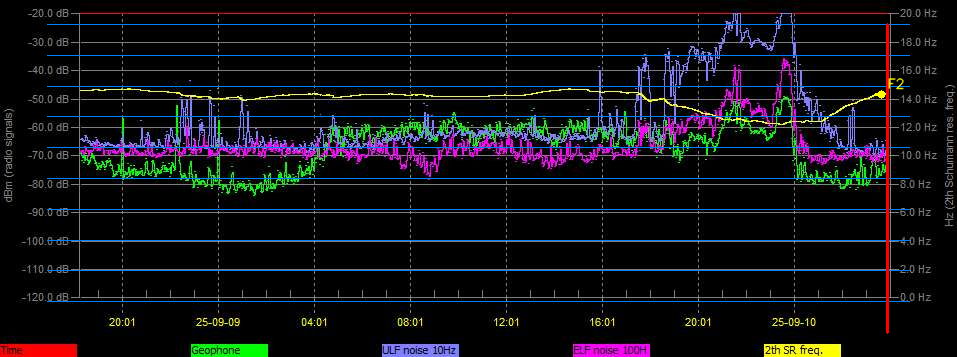 -20.0 dB
-30.0 dB
-40.0 dB
-50.0 dB
-60.0 dB
-70.0 dB
-80.0 dB
-90.0 dB
-100.0 dB
-110.0 dB
-120.0 dB
dBm (radio signals)
20.0 Hz
18.0 Hz
16.0 Hz
14.0 Hz
12.0 Hz
10.0 Hz
8.0 Hz
6.0 Hz
4.0 Hz
2.0 Hz
0.0 Hz
Hz (2th Schumann res. freq.)
F2
20:01 25-09-09 04:01 08:01 12:01 16:01 20:01 25-09-10
Time Geophone ULF noise 10Hz ELF noise 100H 2th SR freq.